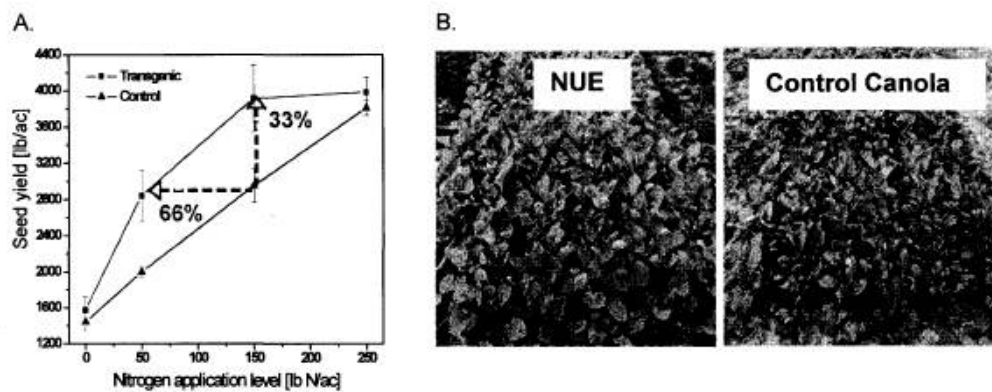 A.
Seed yield [lb/ac]
4400
4000
3600
3200
2800
2400
2000
1600
1200
Transgenic
Control
33%
66%
0
50
100
150
200
250
Nitrogen application level [lb N/ac]
B.
NUE
Control Canola